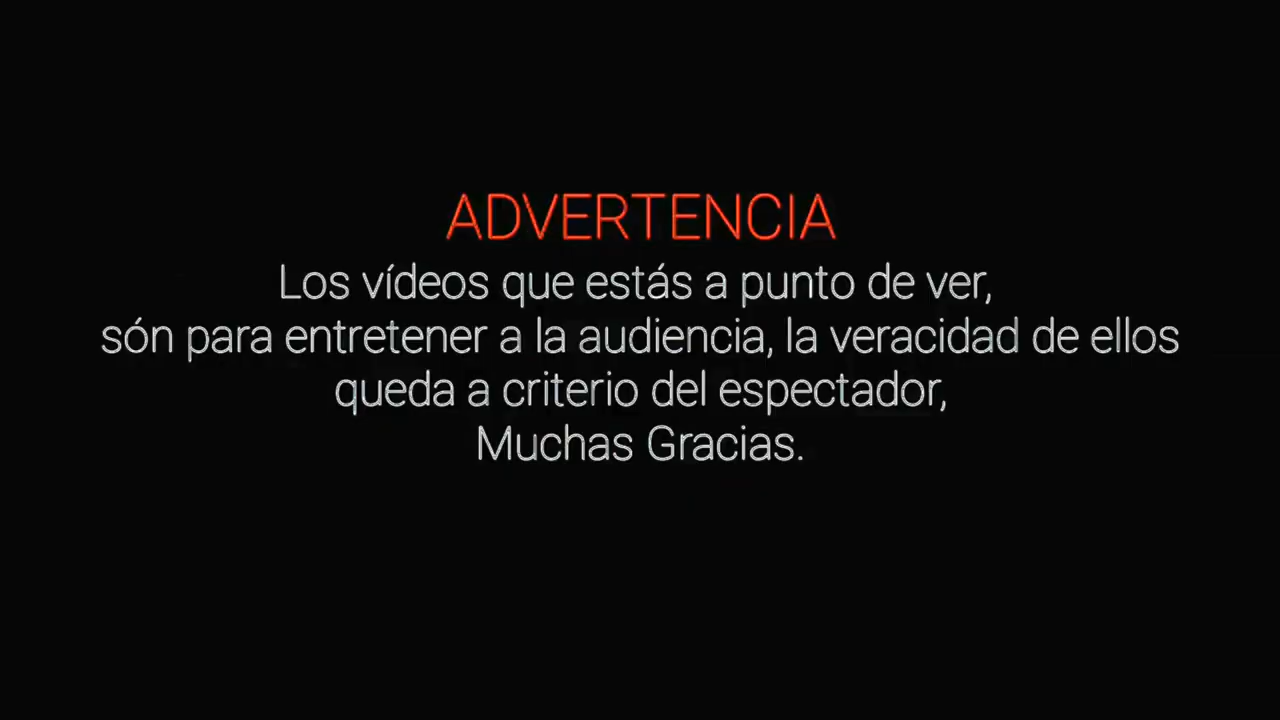 ADVERTENCIA
Los vídeos que estás a punto de ver,
són para entretener a la audiencia, la veracidad de ellos
queda a criterio del espectador,
Muchas Gracias.